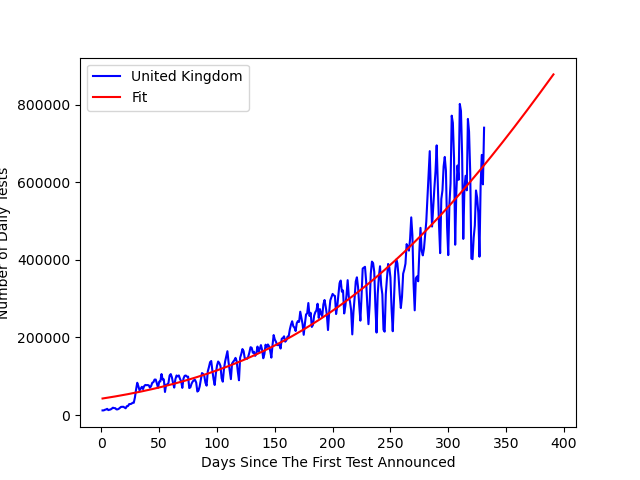 United Kingdom
Fit
800000
600000
400000
200000
0
Number of Daily Tests
0 50 100 150 200 250 300 350 400
Days Since The First Test Announced